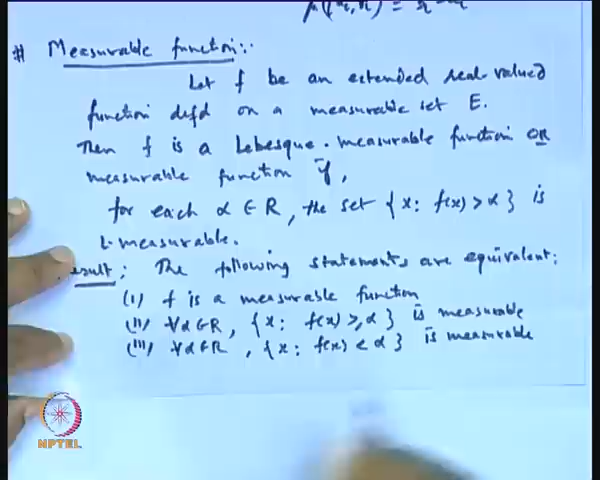 # Measurable function:-
Let f be an extended real-valued
function defd on a measurable set E.
Then f is a Lebesgue-measurable function OR
measurable function if,
for each α ∈ R, the set {x: f(x) > α} is
L-measurable.
esult: The following statements are equivalent:
(i) f is a measurable function
(ii) ∀α∈R, {x: f(x) ≥ α} is measurable
(iii) ∀α∈R, {x: f(x) < α} is measurable
NPTEL